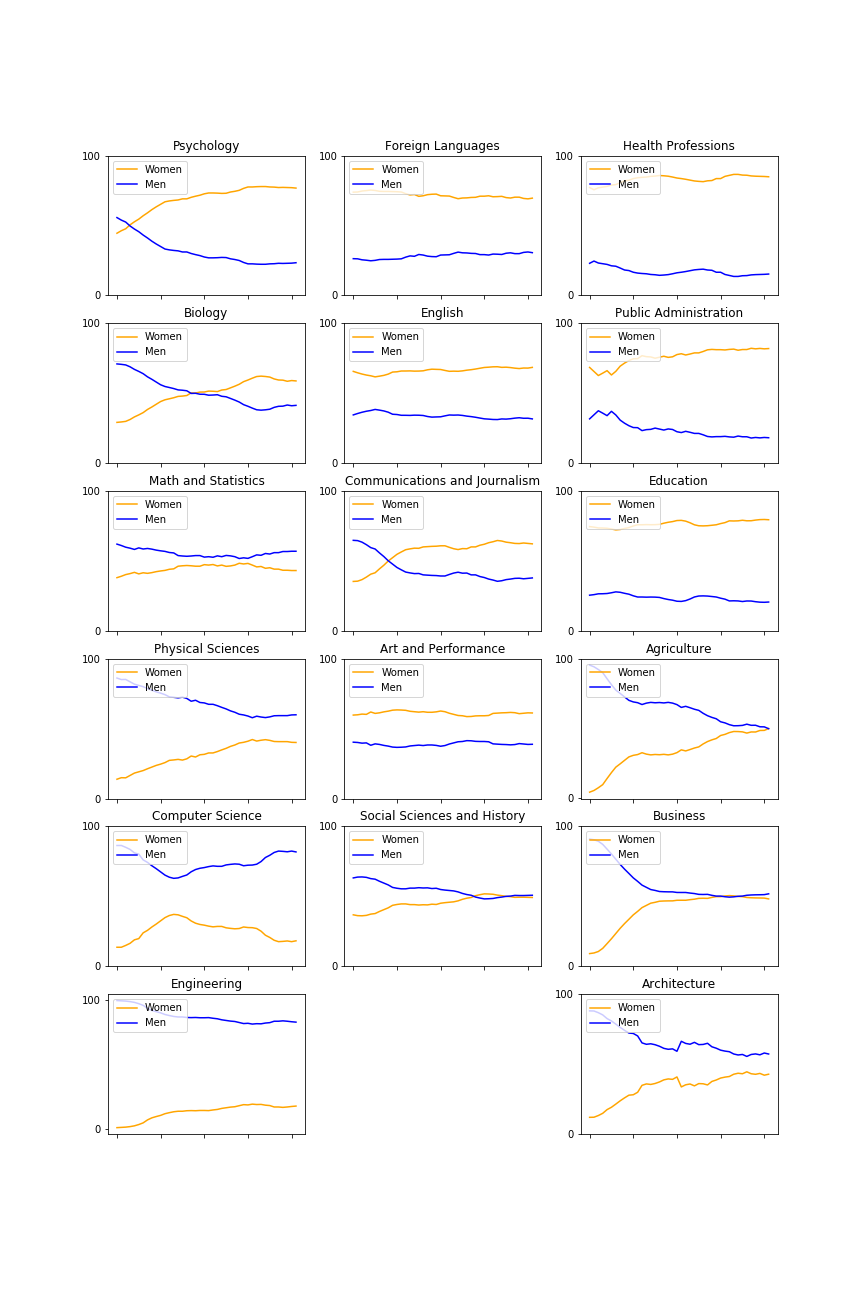 Psychology
Foreign Languages
Health Professions
100
Women
Men
0
100
Women
Men
0
100
Women
Men
0
Biology
English
Public Administration
100
Women
Men
0
100
Women
Men
0
100
Women
Men
0
Math and Statistics
Communications and Journalism
Education
100
Women
Men
0
100
Women
Men
0
100
Women
Men
0
Physical Sciences
Art and Performance
Agriculture
100
Women
Men
0
100
Women
Men
0
100
Women
Men
0
Computer Science
Social Sciences and History
Business
100
Women
Men
0
100
Women
Men
0
100
Women
Men
0
Engineering
Architecture
100
Women
Men
0
100
Women
Men
0